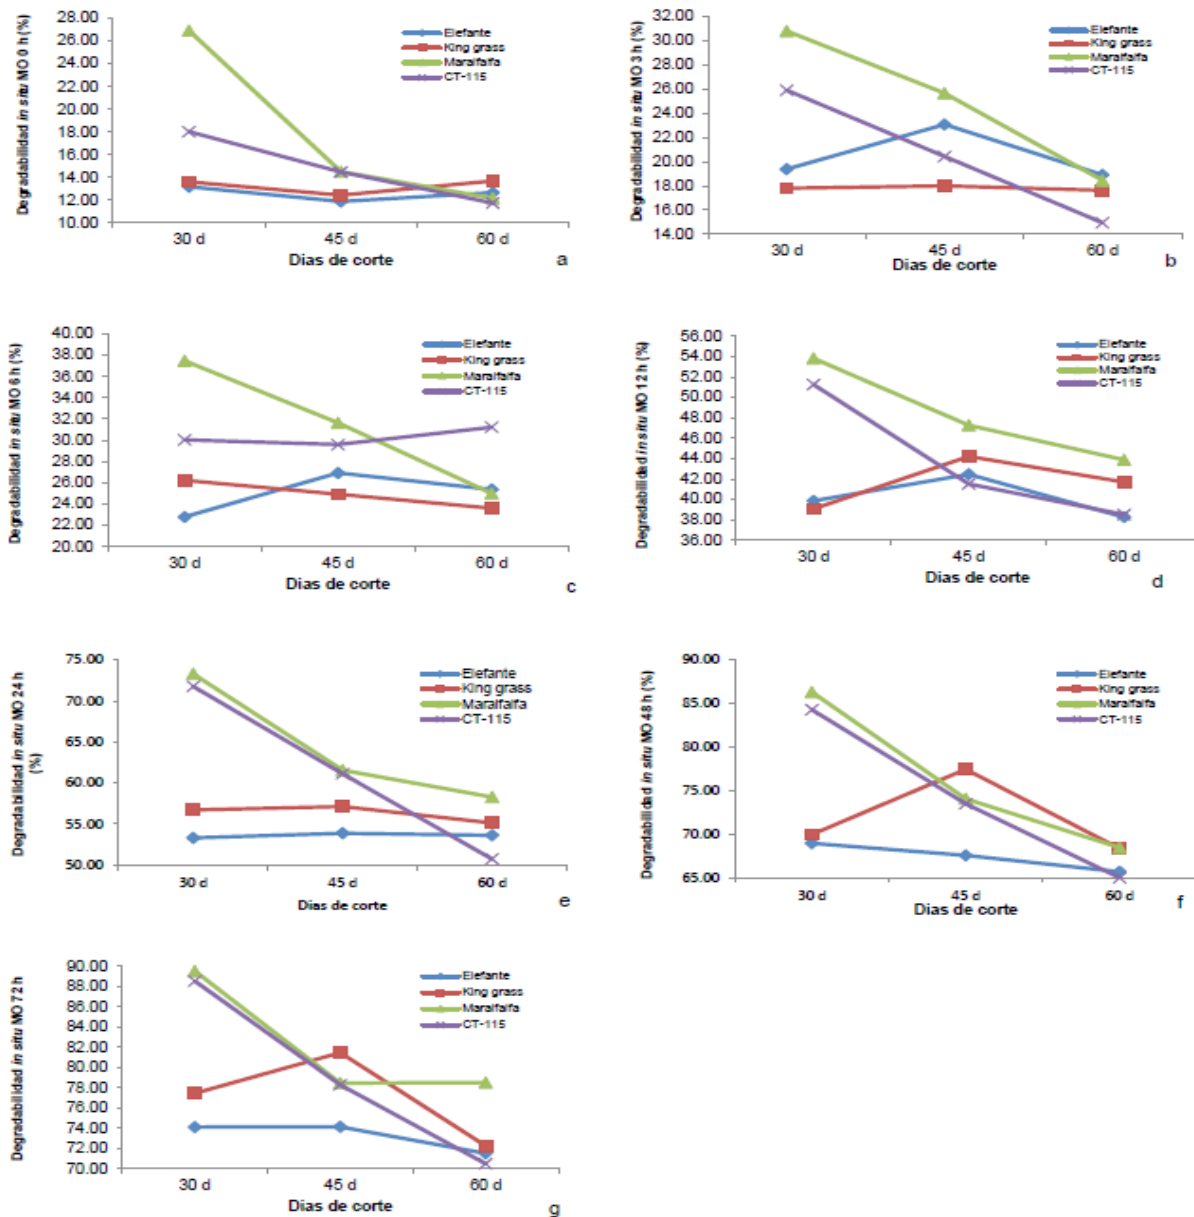 Degradabilidad in situ MO 0 h (%)
28.00
26.00
24.00
22.00
20.00
18.00
16.00
14.00
12.00
10.00
30 d
45 d
60 d
Dias de corte
a
Elefante
King grass
Maralfalfa
CT-115
Degradabilidad in situ MO 3 h (%)
32.00
30.00
28.00
26.00
24.00
22.00
20.00
18.00
16.00
14.00
30 d
45 d
60 d
Dias de corte
b
Elefante
King grass
Maralfalfa
CT-115
Degradabilidad in situ MO 6 h (%)
40.00
38.00
36.00
34.00
32.00
30.00
28.00
26.00
24.00
22.00
20.00
30 d
45 d
60 d
Dias de corte
c
Elefante
King grass
Maralfalfa
CT-115
Degradabilidad in situ MO 12 h (%)
56.00
54.00
52.00
50.00
48.00
46.00
44.00
42.00
40.00
38.00
36.00
30 d
45 d
60 d
Dias de corte
d
Elefante
King grass
Maralfalfa
CT-115
Degradabilidad in situ MO 24 h
(%)
75.00
70.00
65.00
60.00
55.00
50.00
30 d
45 d
60 d
Dias de corte
e
Elefante
King grass
Maralfalfa
CT-115
Degradabilidad in situ MO 48 h (%)
90.00
85.00
80.00
75.00
70.00
65.00
30 d
45 d
60 d
Dias de corte
f
Elefante
King grass
Maralfalfa
CT-115
Degradabilidad in situ MO 72 h
90.00
88.00
86.00
84.00
82.00
80.00
78.00
76.00
74.00
72.00
70.00
30 d
45 d
60 d
Dias de corte
g
Elefante
King grass
Maralfalfa
CT-115